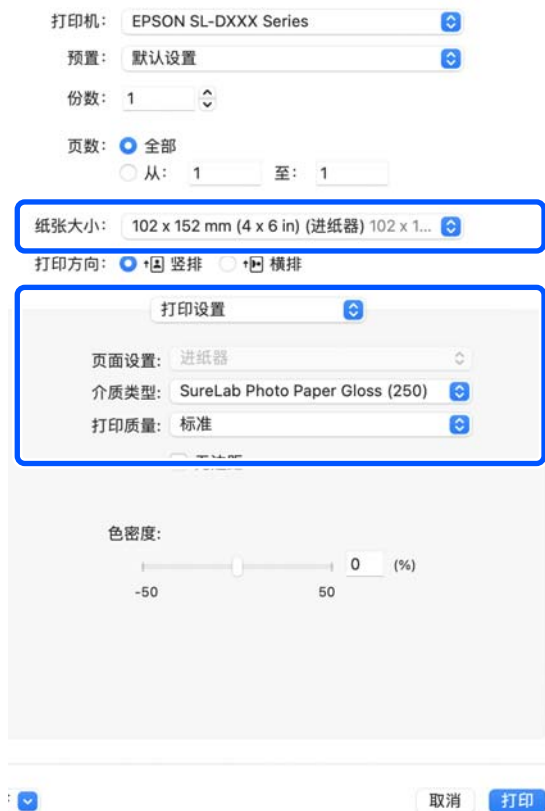 打印机: EPSON SL-DXXX Series
预置: 默认设置
份数: 1
页数: 全部
从: 1 至: 1
纸张大小: 102 x 152 mm (4 x 6 in) (进纸器) 102 x 1...
打印方向: 竖排 横排
打印设置
页面设置: 进纸器
介质类型: SureLab Photo Paper Gloss (250)
打印质量: 标准
色密度:
0 (%)
-50 50
取消 打印